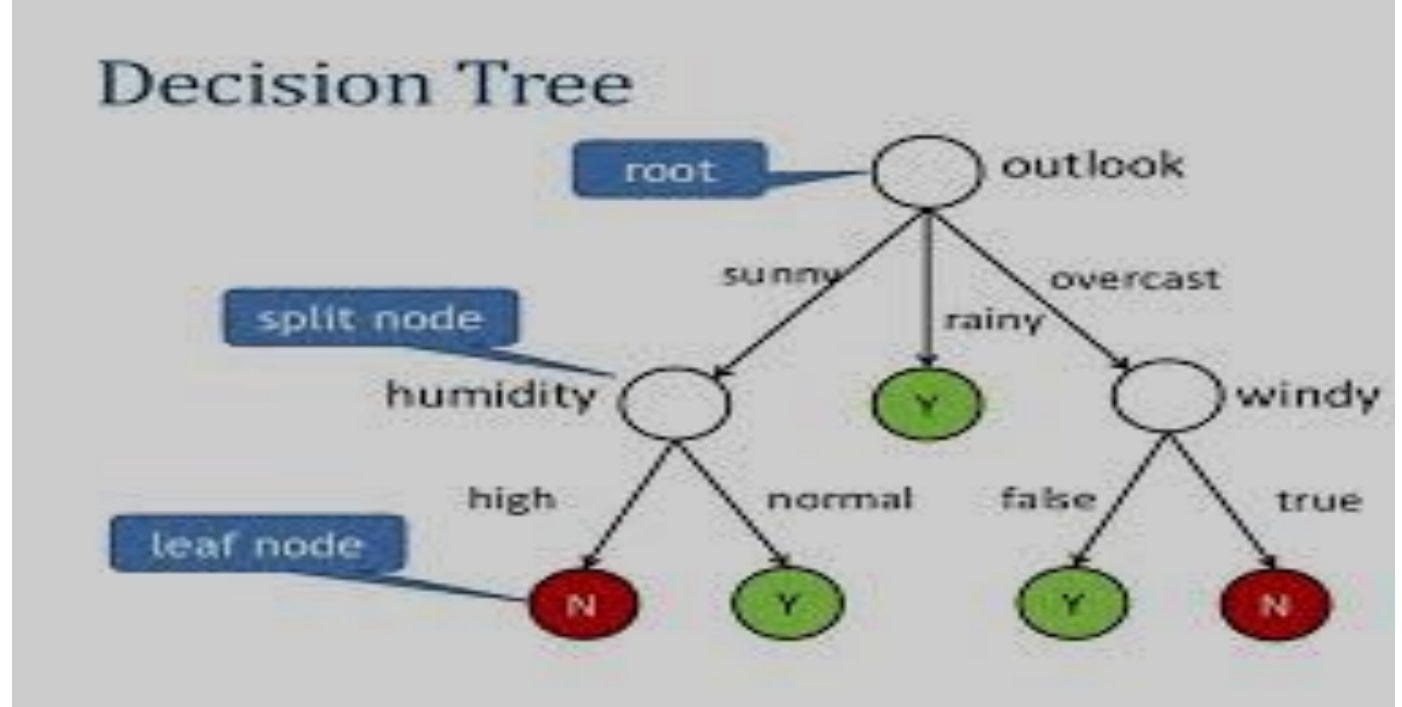 Decision Tree
root
outlook
sunny
overcast
rainy
split node
humidity
Y
windy
high
normal
false
true
leaf node
N
Y
Y
N